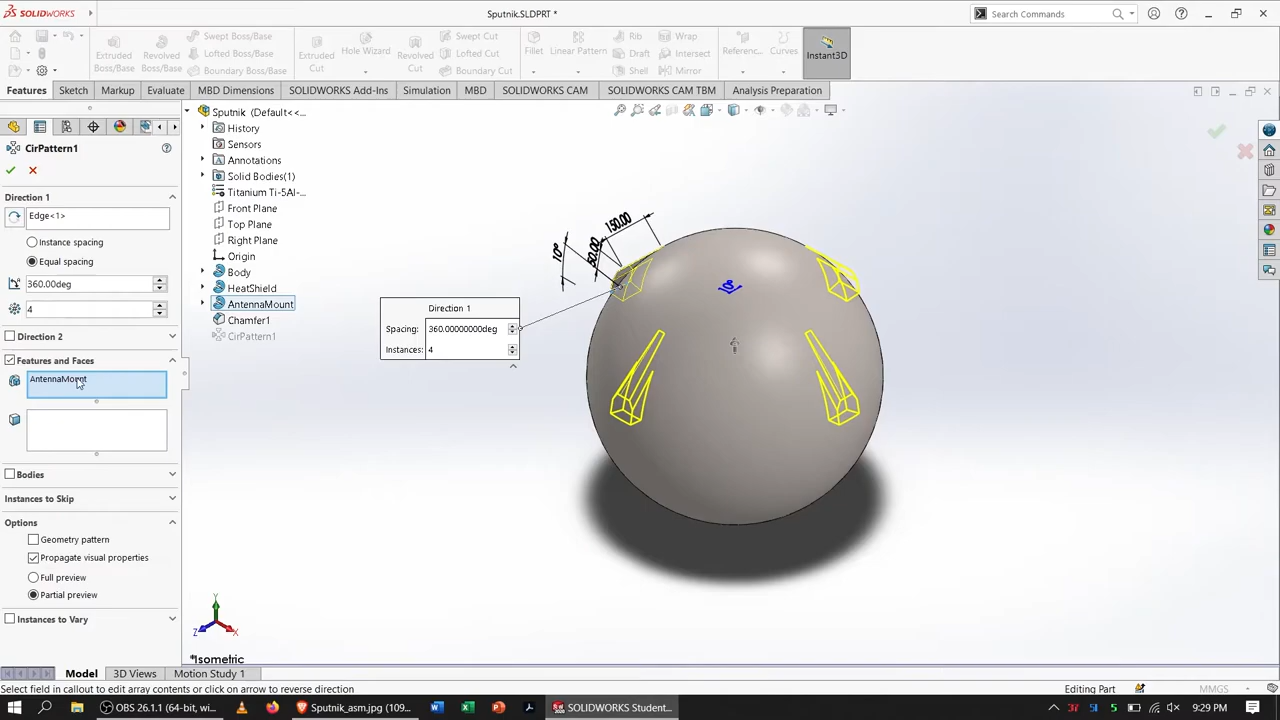 SOLIDWORKS
Sputnik.SLDPRT *
Search Commands
Extruded Boss/Base
Revolved Boss/Base
Swept Boss/Base
Lofted Boss/Base
Boundary Boss/Base
Extruded Cut
Hole Wizard
Revolved Cut
Swept Cut
Lofted Cut
Boundary Cut
Fillet
Linear Pattern
Rib
Draft
Shell
Wrap
Intersect
Mirror
Referenc...
Curves
Instant3D
Features
Sketch
Markup
Evaluate
MBD Dimensions
SOLIDWORKS Add-Ins
Simulation
MBD
SOLIDWORKS CAM
SOLIDWORKS CAM TBM
Analysis Preparation
CirPattern1
Direction 1
Edge<1>
Instance spacing
Equal spacing
360.00deg
4
Direction 2
Features and Faces
AntennaMount
Bodies
Instances to Skip
Options
Geometry pattern
Propagate visual properties
Full preview
Partial preview
Instances to Vary
Sputnik (Default<<...
History
Sensors
Annotations
Solid Bodies(1)
Titanium Ti-5Al-...
Front Plane
Top Plane
Right Plane
Origin
Body
HeatShield
AntennaMount
Chamfer1
CirPattern1
150.00
50.00
10°
Direction 1
Spacing: 360.00000000deg
Instances: 4
Y
Z
X
*Isometric
Model
3D Views
Motion Study 1
Select field in callout to edit array contents or click on arrow to reverse direction
Editing Part
MMGS
OBS 26.1.1 (64-bit, wi...
Sputnik_asm.jpg (109...
SOLIDWORKS Studen...
37
5
9:29 PM